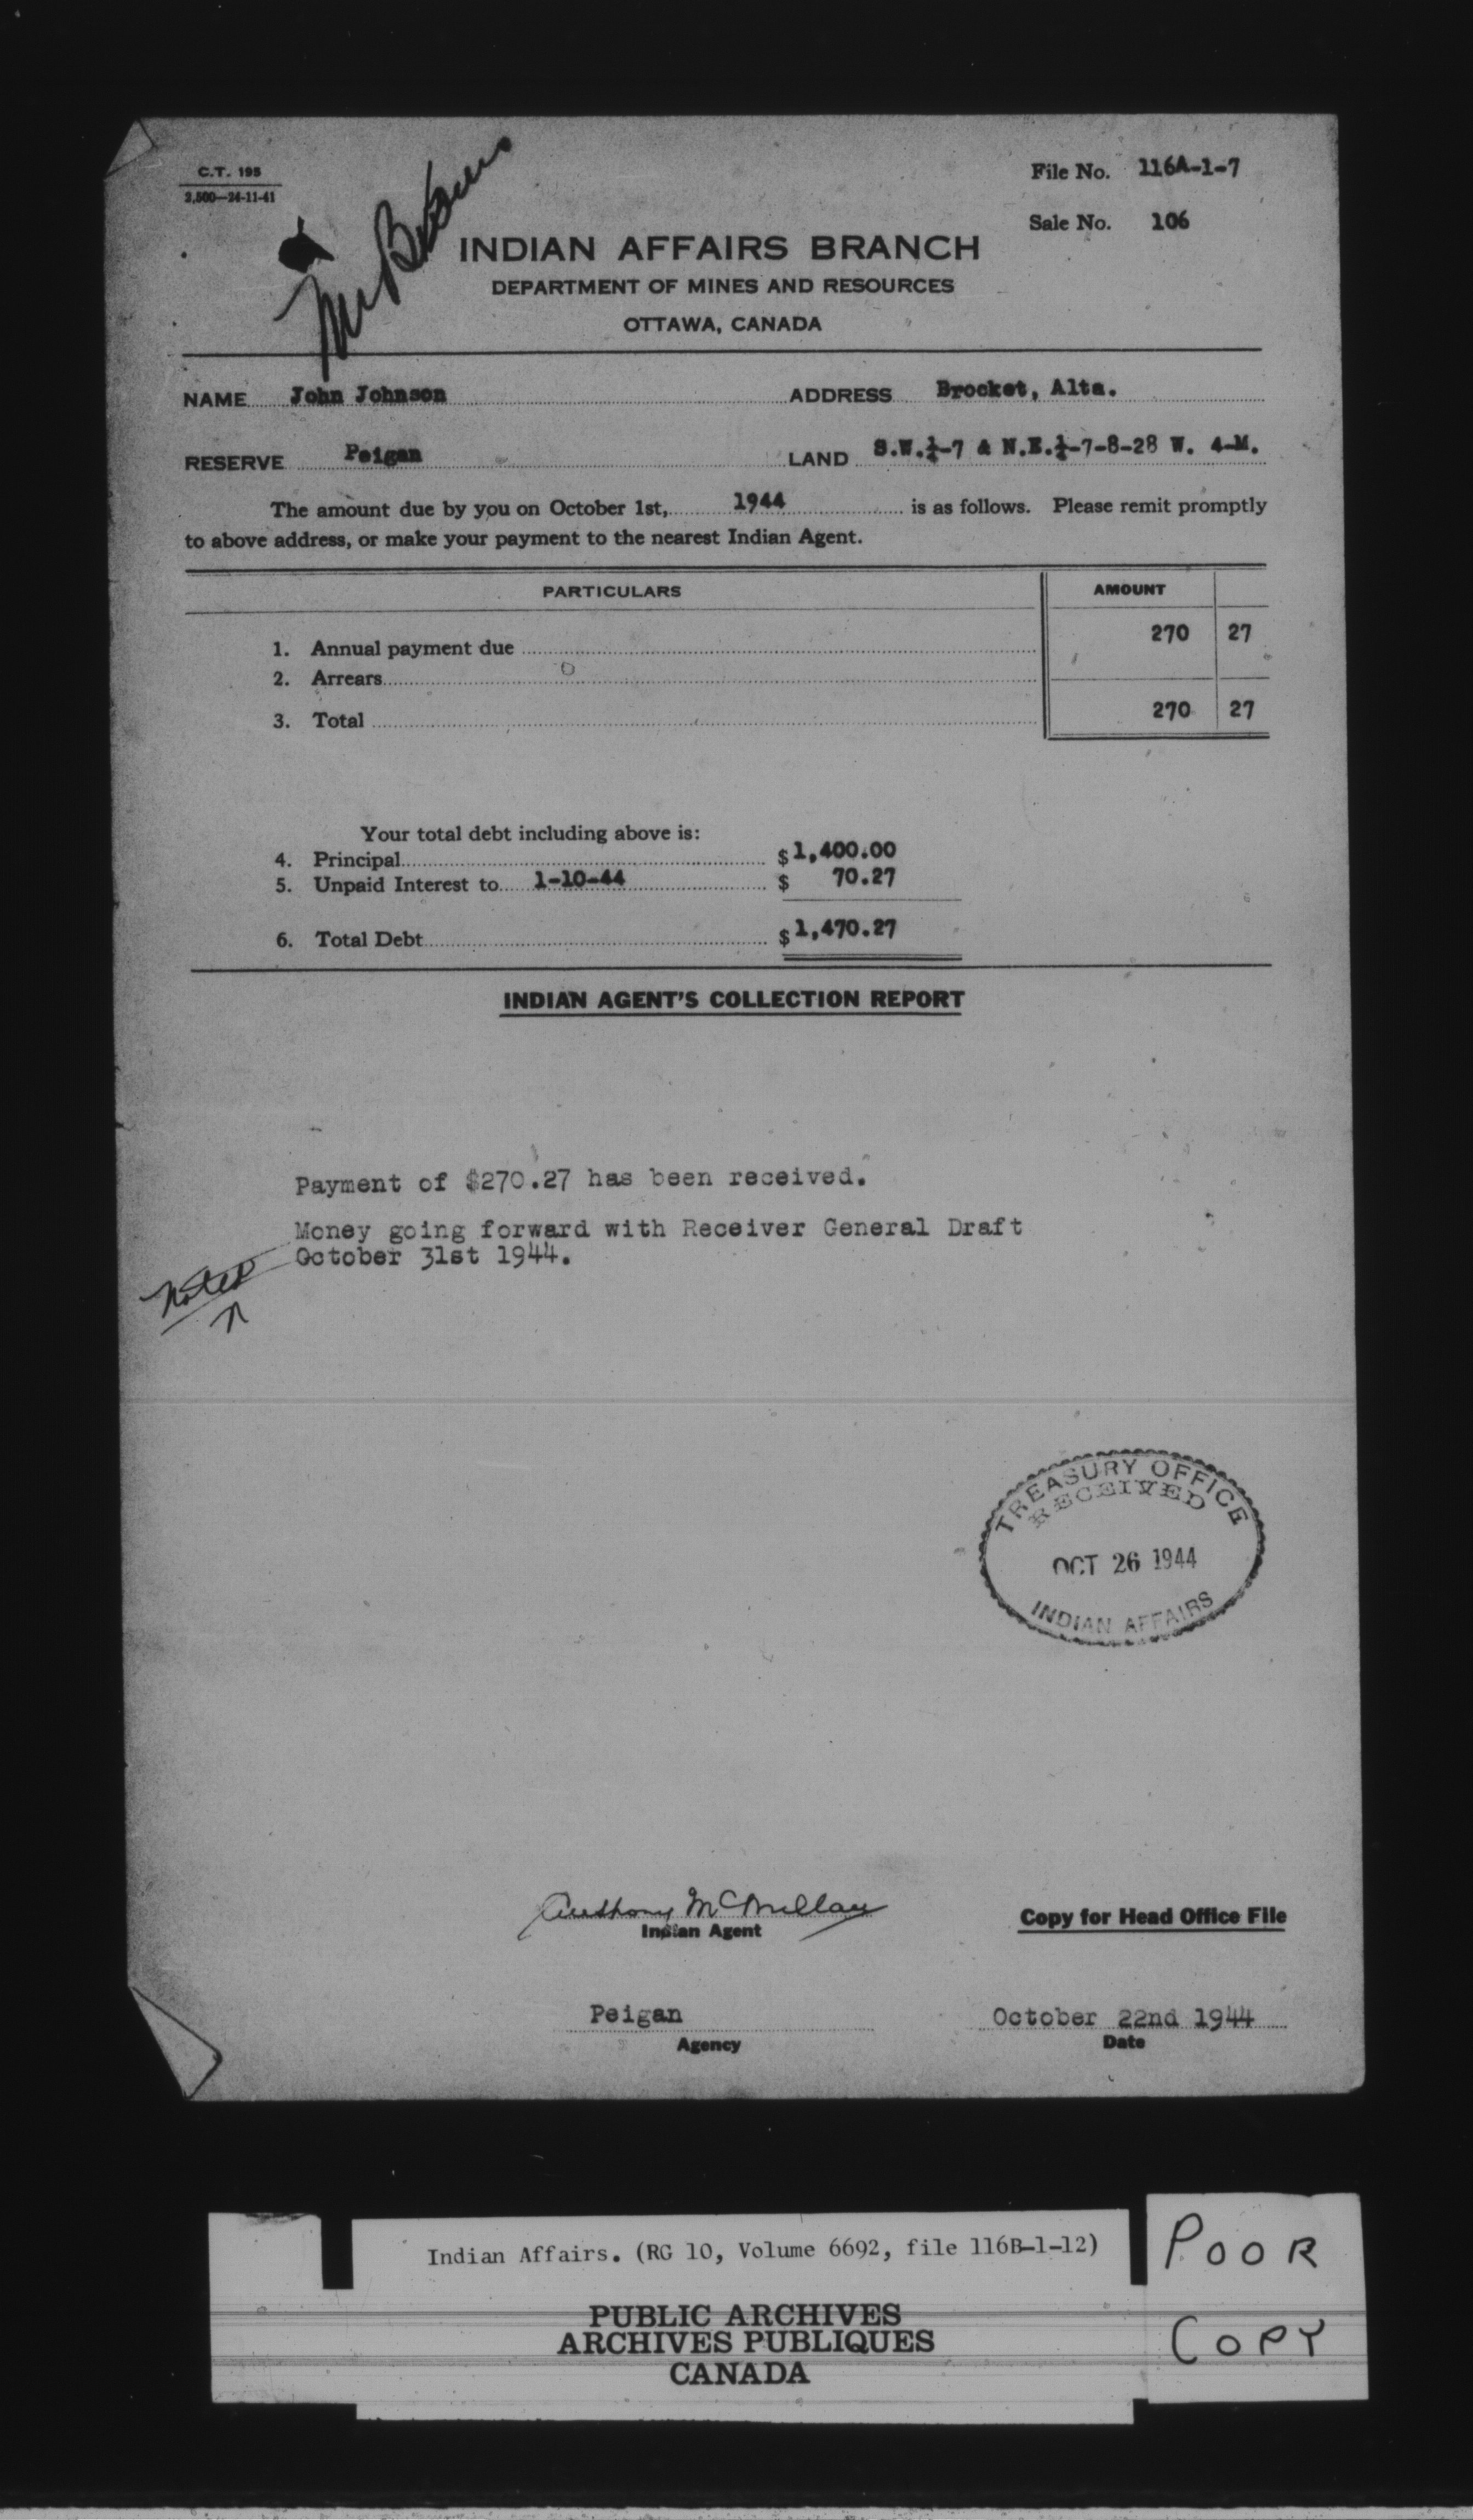 C.T. 195
2,500—24-11-41
File No. 116A-1-7
Sale No. 106
INDIAN AFFAIRS BRANCH
DEPARTMENT OF MINES AND RESOURCES
OTTAWA, CANADA
NAME John Johnson ADDRESS Brocket, Alta.
RESERVE Peigan LAND S.W.¼-7 & N.E.¼-7-8-28 W. 4-M.
The amount due by you on October 1st, 1944 is as follows. Please remit promptly
to above address, or make your payment to the nearest Indian Agent.
PARTICULARS AMOUNT
1. Annual payment due 270 27
2. Arrears
3. Total 270 27
Your total debt including above is:
4. Principal $ 1,400.00
5. Unpaid Interest to 1-10-44 $ 70.27
6. Total Debt $ 1,470.27
INDIAN AGENT'S COLLECTION REPORT
Payment of $270.27 has been received.
Money going forward with Receiver General Draft
October 31st 1944.
Noted
TREASURY OFFICE
RECEIVED
OCT 26 1944
INDIAN AFFAIRS
Anthony McMillan
Indian Agent
Copy for Head Office File
Peigan
Agency
October 22nd 1944
Date
Indian Affairs. (RG 10, Volume 6692, file 116B-1-12)
PUBLIC ARCHIVES
ARCHIVES PUBLIQUES
CANADA
POOR
COPY